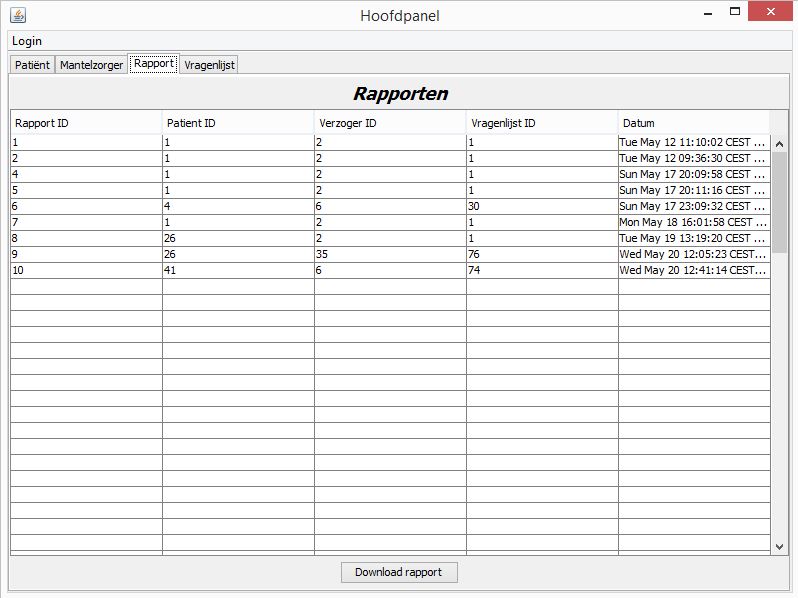 Hoofdpanel
Login
Patiënt Mantelzorger Rapport Vragenlijst
Rapporten
Rapport ID Patient ID Verzoger ID Vragenlijst ID Datum
1 1 2 1 Tue May 12 11:10:02 CEST ...
2 1 2 1 Tue May 12 09:36:30 CEST ...
4 1 2 1 Sun May 17 20:09:58 CEST ...
5 1 2 1 Sun May 17 20:11:16 CEST ...
6 4 6 30 Sun May 17 23:09:32 CEST ...
7 1 2 1 Mon May 18 16:01:58 CEST ...
8 26 2 1 Tue May 19 13:19:20 CEST ...
9 26 35 76 Wed May 20 12:05:23 CEST...
10 41 6 74 Wed May 20 12:41:14 CEST...
Download rapport